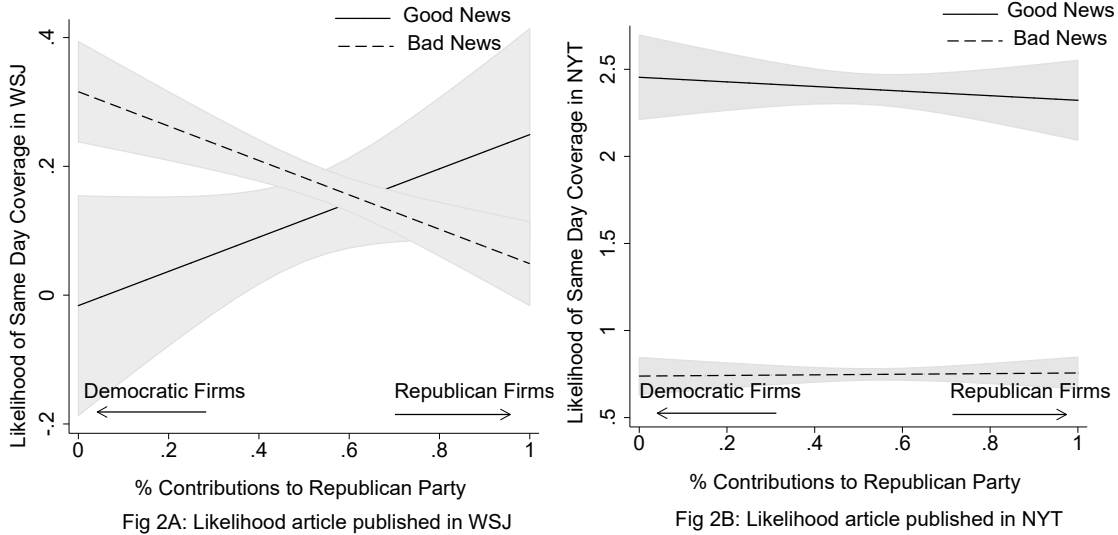 Good News
Bad News
Likelihood of Same Day Coverage in WSJ
.4
.2
0
-.2
Democratic Firms
Republican Firms
0
.2
.4
.6
.8
1
% Contributions to Republican Party
Fig 2A: Likelihood article published in WSJ
Good News
Bad News
Likelihood of Same Day Coverage in NYT
2.5
2
1.5
1
.5
Democratic Firms
Republican Firms
0
.2
.4
.6
.8
1
% Contributions to Republican Party
Fig 2B: Likelihood article published in NYT